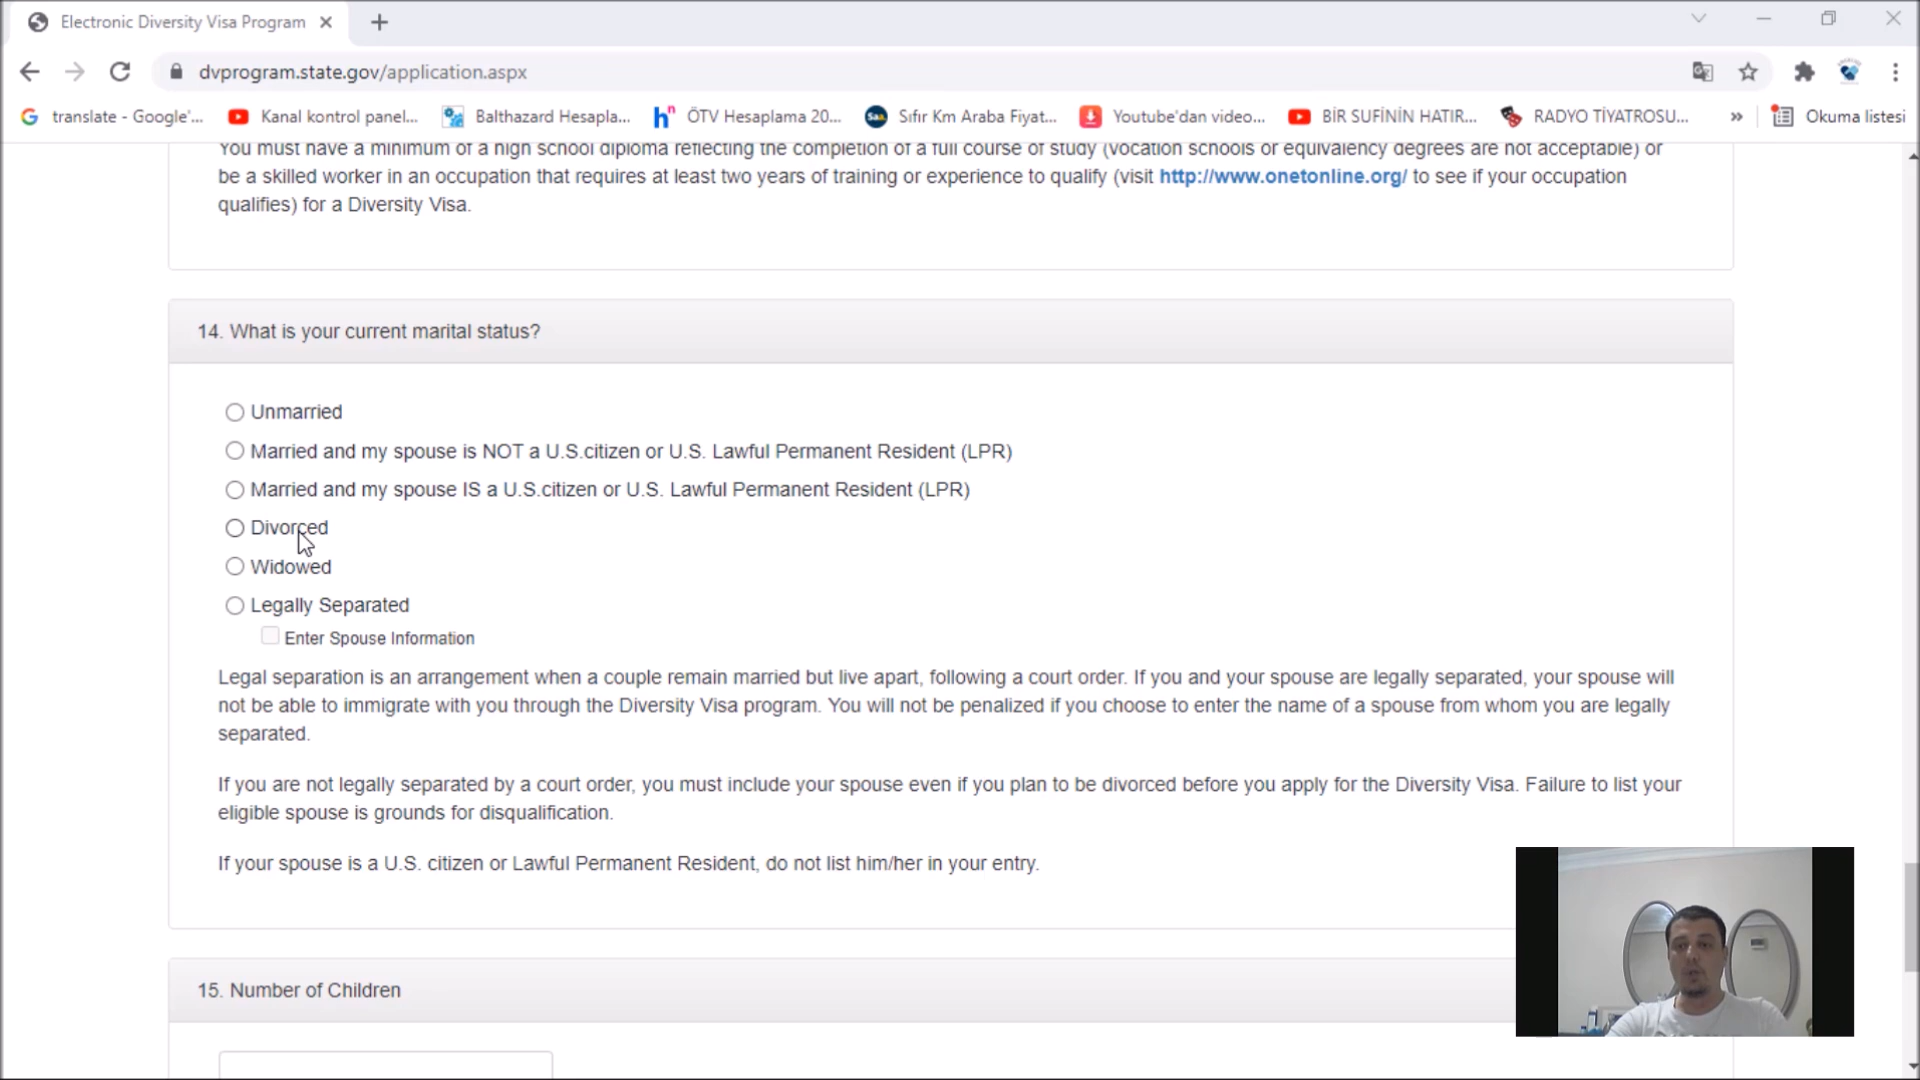 Electronic Diversity Visa Program
dvprogram.state.gov/application.aspx
translate - Google'...
Kanal kontrol panel...
Balthazard Hesapla...
ÖTV Hesaplama 20...
Sıfır Km Araba Fiyat...
Youtube'dan video...
BİR SUFİNİN HATIR...
RADYO TİYATROSU...
»
Okuma listesi
You must have a minimum of a high school diploma reflecting the completion of a full course of study (vocation schools or equivalency degrees are not acceptable) or
be a skilled worker in an occupation that requires at least two years of training or experience to qualify (visit http://www.onetonline.org/ to see if your occupation
qualifies) for a Diversity Visa.
14. What is your current marital status?
Unmarried
Married and my spouse is NOT a U.S.citizen or U.S. Lawful Permanent Resident (LPR)
Married and my spouse IS a U.S.citizen or U.S. Lawful Permanent Resident (LPR)
Divorced
Widowed
Legally Separated
Enter Spouse Information
Legal separation is an arrangement when a couple remain married but live apart, following a court order. If you and your spouse are legally separated, your spouse will
not be able to immigrate with you through the Diversity Visa program. You will not be penalized if you choose to enter the name of a spouse from whom you are legally
separated.
If you are not legally separated by a court order, you must include your spouse even if you plan to be divorced before you apply for the Diversity Visa. Failure to list your
eligible spouse is grounds for disqualification.
If your spouse is a U.S. citizen or Lawful Permanent Resident, do not list him/her in your entry.
15. Number of Children